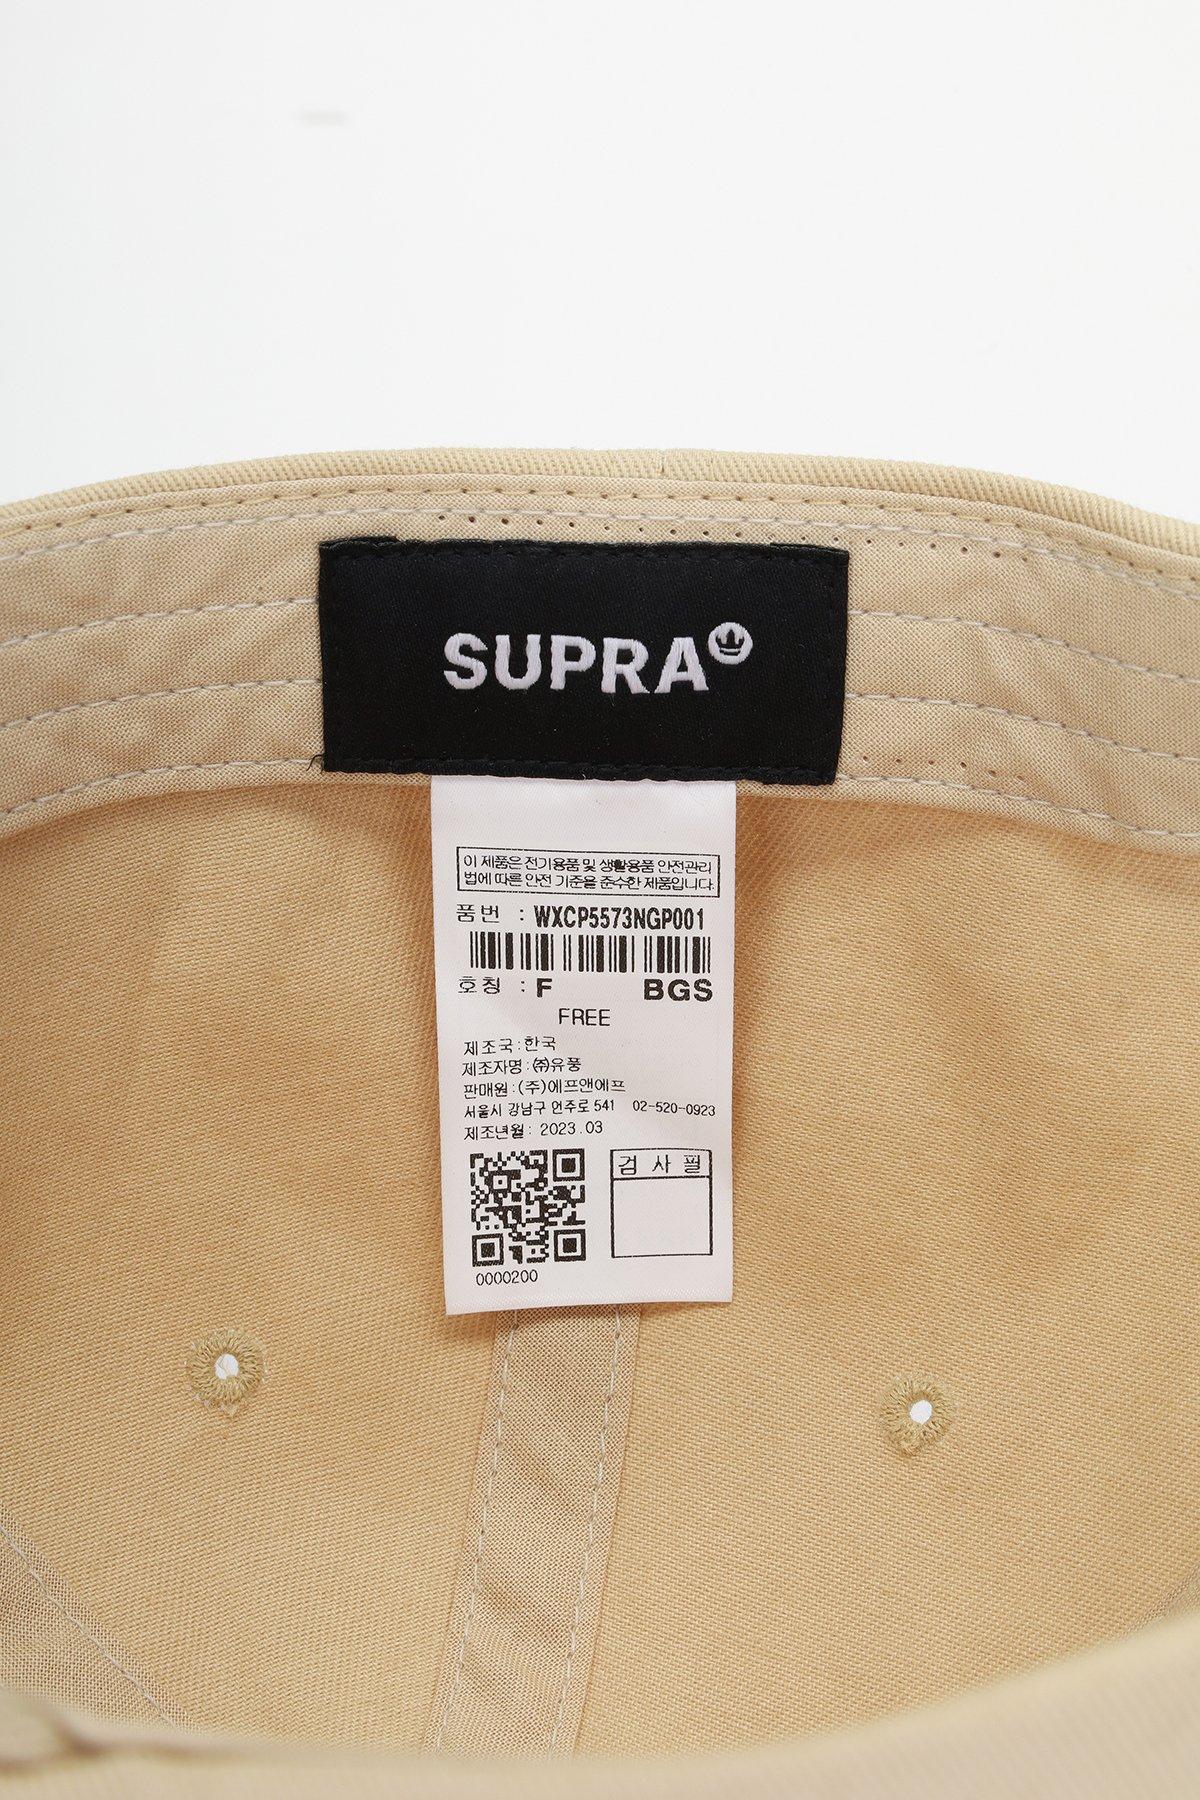 SUPRA
이 제품은 전기용품 및 생활용품 안전관리
법에 따른 안전 기준을 준수한 제품입니다.
품번 : WXCP5573NGP001
호칭 : F BGS
FREE
제조국:한국
제조자명:㈜유풍
판매원:(주)에프앤에프
서울시 강남구 언주로 541 02-520-0923
제조년월: 2023.03
검사필
0000200